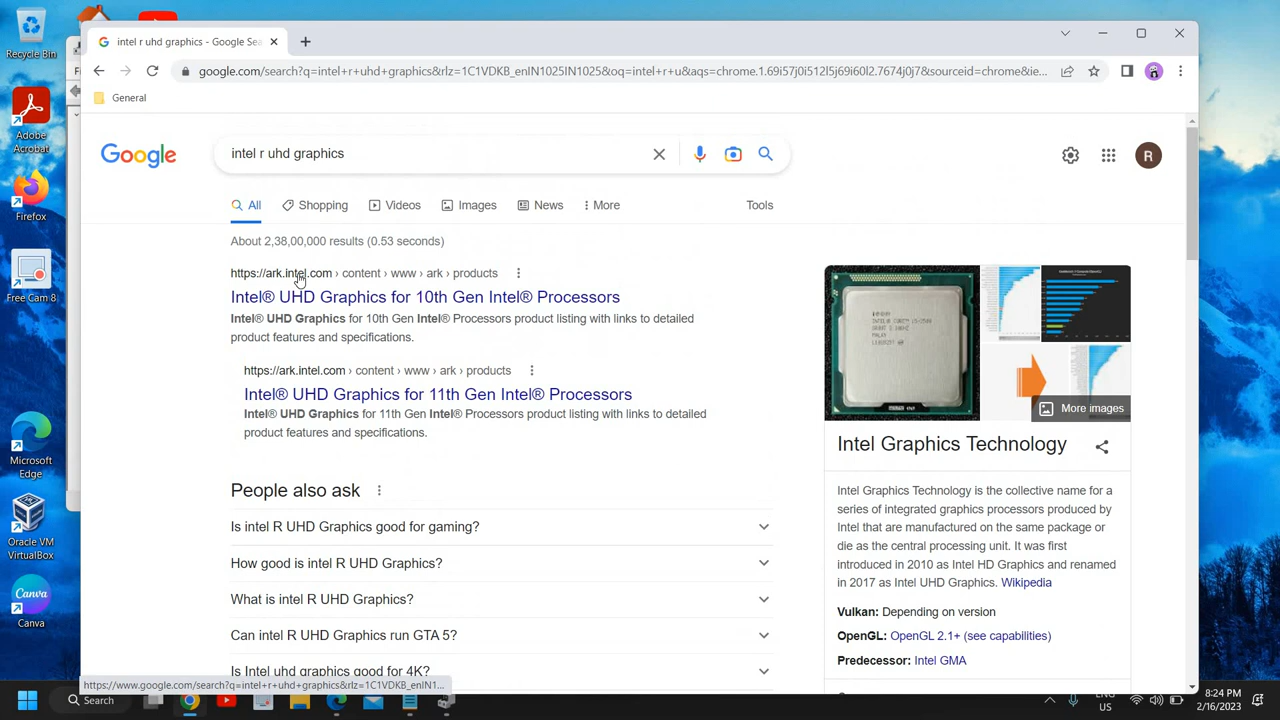 Recycle Bin
Adobe
Acrobat
Firefox
Free Cam 8
Microsoft
Edge
Oracle VM
VirtualBox
Canva
intel r uhd graphics - Google Sea
google.com/search?q=intel+r+uhd+graphics&rlz=1C1VDKB_enIN1025IN1025&oq=intel+r+u&aqs=chrome.1.69i57j0i512l5j69i60l2.7674j0j7&sourceid=chrome&ie...
General
Google
intel r uhd graphics
R
All
Shopping
Videos
Images
News
More
Tools
About 2,38,00,000 results (0.53 seconds)
https://ark.intel.com › content › www › ark › products
Intel® UHD Graphics for 10th Gen Intel® Processors
Intel® UHD Graphics for 10th Gen Intel® Processors product listing with links to detailed
product features and specifications.
https://ark.intel.com › content › www › ark › products
Intel® UHD Graphics for 11th Gen Intel® Processors
Intel® UHD Graphics for 11th Gen Intel® Processors product listing with links to detailed
product features and specifications.
People also ask
Is intel R UHD Graphics good for gaming?
How good is intel R UHD Graphics?
What is intel R UHD Graphics?
Can intel R UHD Graphics run GTA 5?
Is Intel uhd graphics good for 4K?
More images
Intel Graphics Technology
Intel Graphics Technology is the collective name for a
series of integrated graphics processors produced by
Intel that are manufactured on the same package or
die as the central processing unit. It was first
introduced in 2010 as Intel HD Graphics and renamed
in 2017 as Intel UHD Graphics. Wikipedia
Vulkan: Depending on version
OpenGL: OpenGL 2.1+ (see capabilities)
Predecessor: Intel GMA
https://www.google.com/search?q=intel+r+uhd+graphics&rlz=1C1VDKB_enIN1...
Search
ENG
US
8:24 PM
2/16/2023